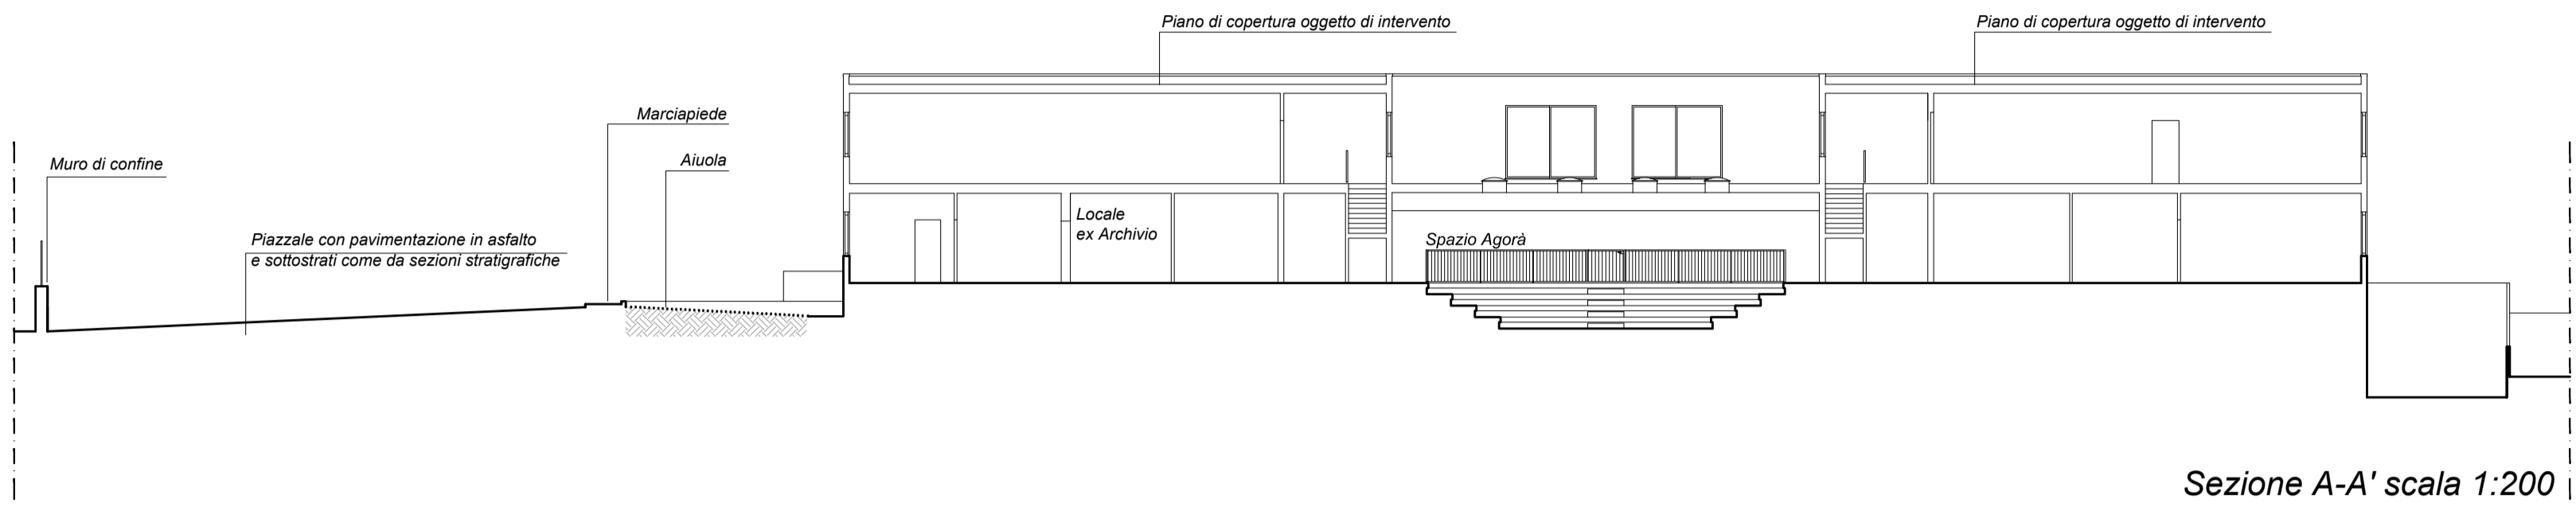 Piano di copertura oggetto di intervento
Piano di copertura oggetto di intervento
Marciapiede
Aiuola
Muro di confine
Locale
ex Archivio
Spazio Agorà
Piazzale con pavimentazione in asfalto
e sottostrati come da sezioni stratigrafiche
Sezione A-A' scala 1:200